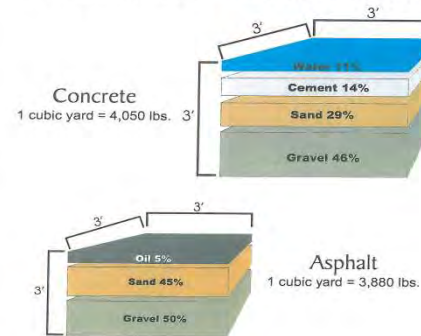 3'
3'
Water 11%
Cement 14%
Concrete
1 cubic yard = 4,050 lbs.
3'
Sand 29%
Gravel 46%
3'
3'
Oil 5%
3'
Sand 45%
Asphalt
1 cubic yard = 3,880 lbs.
Gravel 50%